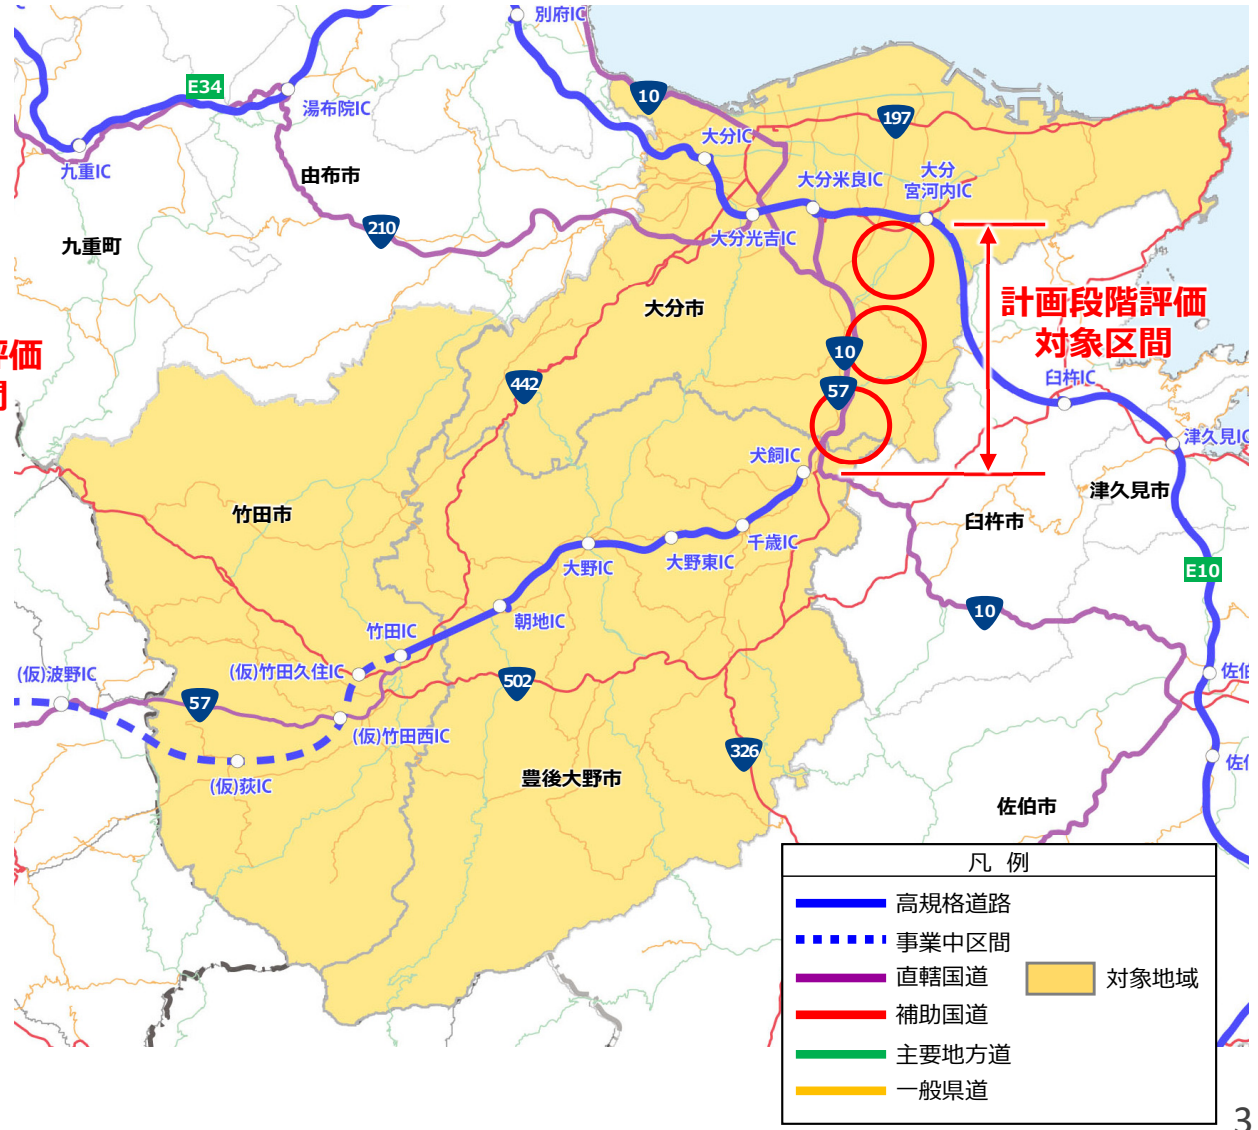 別府IC
E34
湯布院IC
10
197
九重IC
大分IC
由布市
大分米良IC
大分
宮河内IC
210
大分光吉IC
九重町
計画段階評価
対象区間
大分市
評価
間
10
442
57
臼杵IC
犬飼IC
津久見IC
津久見市
竹田市
臼杵市
千歳IC
大野IC
大野東IC
E10
10
朝地IC
竹田IC
(仮)波野IC
(仮)竹田久住IC
502
57
(仮)竹田西IC
326
(仮)荻IC
豊後大野市
佐伯市
凡 例
高規格道路
事業中区間
直轄国道
対象地域
補助国道
主要地方道
一般県道
3